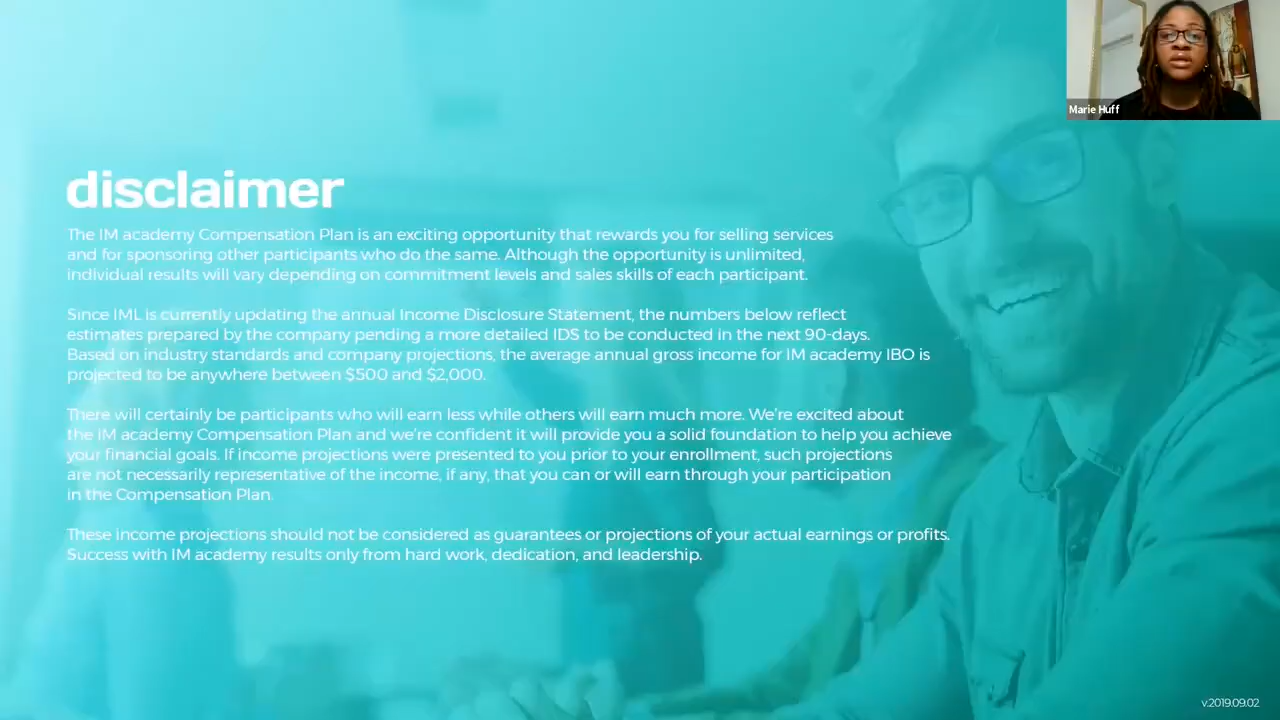 Marie Huff
disclaimer
The IM academy Compensation Plan is an exciting opportunity that rewards you for selling services
and for sponsoring other participants who do the same. Although the opportunity is unlimited,
individual results will vary depending on commitment levels and sales skills of each participant.
Since IML is currently updating the annual Income Disclosure Statement, the numbers below reflect
estimates prepared by the company pending a more detailed IDS to be conducted in the next 90-days.
Based on industry standards and company projections, the average annual gross income for IM academy IBO is
projected to be anywhere between $500 and $2,000.
There will certainly be participants who will earn less while others will earn much more. We're excited about
the IM academy Compensation Plan and we're confident it will provide you a solid foundation to help you achieve
your financial goals. If income projections were presented to you prior to your enrollment, such projections
are not necessarily representative of the income, if any, that you can or will earn through your participation
in the Compensation Plan.
These income projections should not be considered as guarantees or projections of your actual earnings or profits.
Success with IM academy results only from hard work, dedication, and leadership.
v.2019.09.02